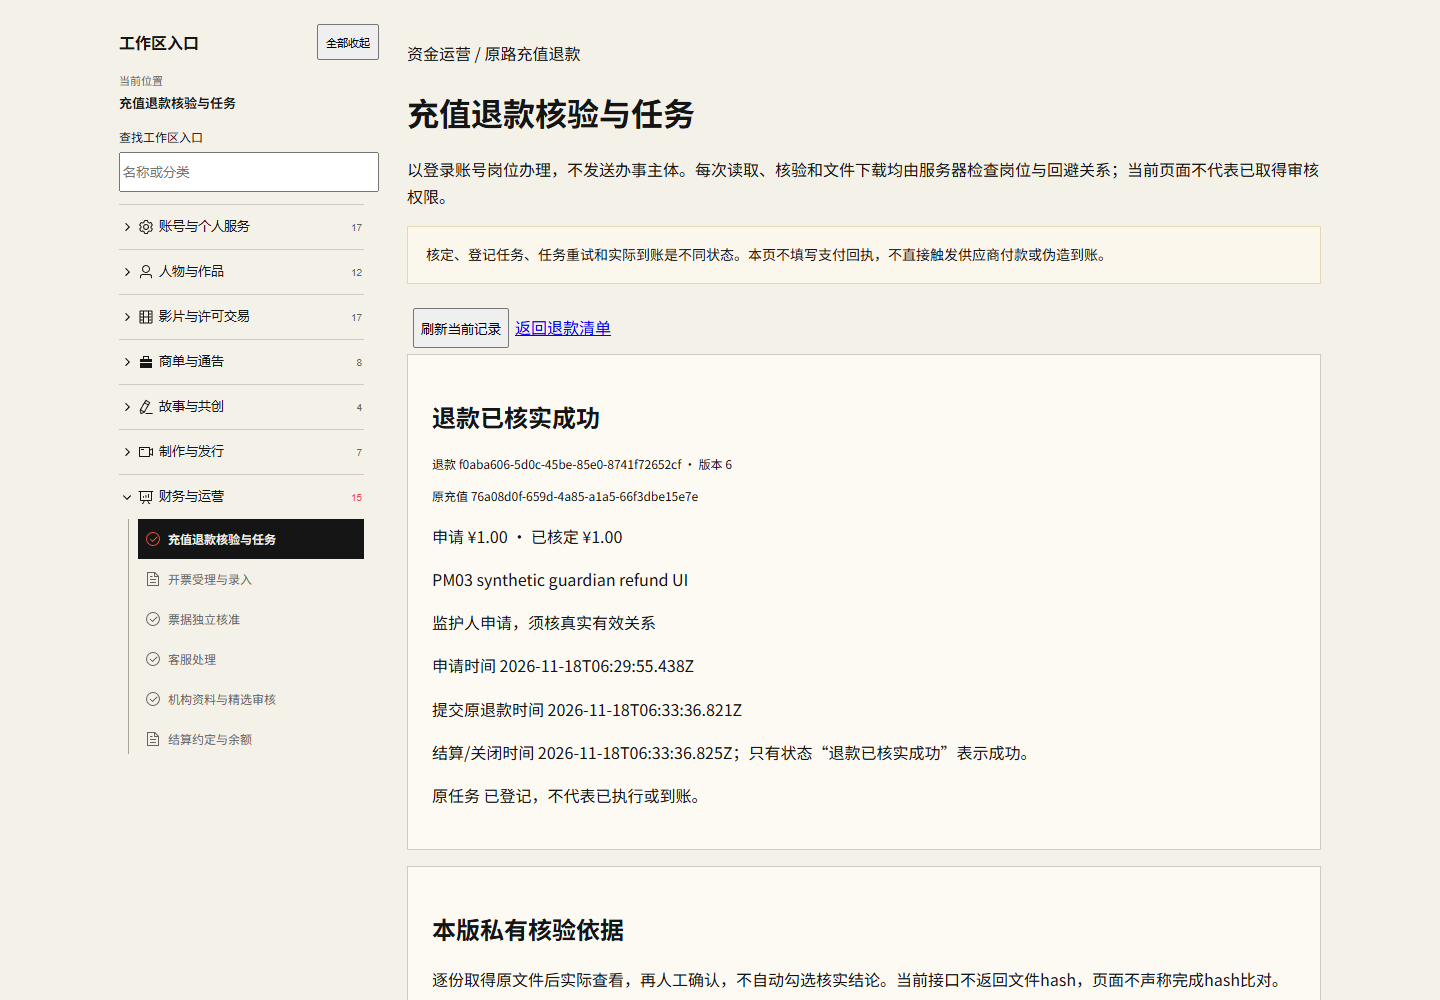 工作区入口
全部收起
当前位置
充值退款核验与任务
查找工作区入口
名称或分类
账号与个人服务 17
人物与作品 12
影片与许可交易 17
商单与通告 8
故事与共创 4
制作与发行 7
财务与运营 15
充值退款核验与任务
开票受理与录入
票据独立核准
客服处理
机构资料与精选审核
结算约定与余额
资金运营 / 原路充值退款
充值退款核验与任务
以登录账号岗位办理，不发送办事主体。每次读取、核验和文件下载均由服务器检查岗位与回避关系；当前页面不代表已取得审核
权限。
核定、登记任务、任务重试和实际到账是不同状态。本页不填写支付回执，不直接触发供应商付款或伪造到账。
刷新当前记录 返回退款清单
退款已核实成功
退款 f0aba606-5d0c-45be-85e0-8741f72652cf · 版本 6
原充值 76a08d0f-659d-4a85-a1a5-66f3dbe15e7e
申请 ¥1.00 · 已核定 ¥1.00
PM03 synthetic guardian refund UI
监护人申请，须核真实有效关系
申请时间 2026-11-18T06:29:55.438Z
提交原退款时间 2026-11-18T06:33:36.821Z
结算/关闭时间 2026-11-18T06:33:36.825Z；只有状态“退款已核实成功”表示成功。
原任务 已登记，不代表已执行或到账。
本版私有核验依据
逐份取得原文件后实际查看，再人工确认，不自动勾选核实结论。当前接口不返回文件hash，页面不声称完成hash比对。